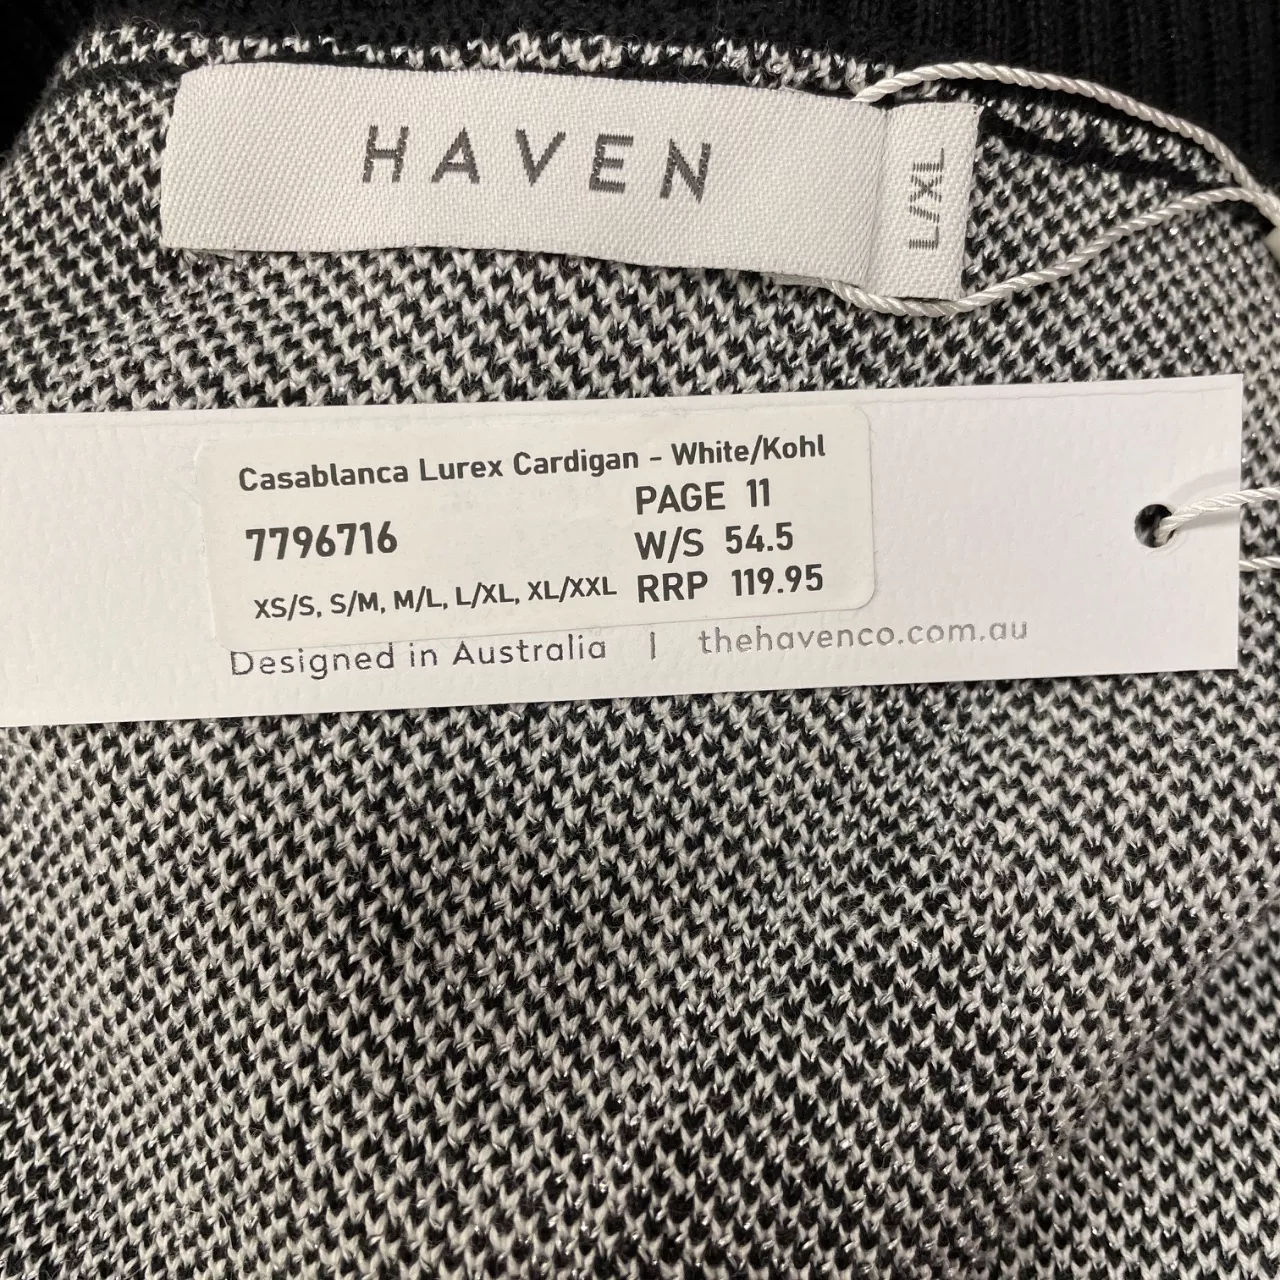 HAVEN
L/XL
Casablanca Lurex Cardigan - White/Kohl
7796716
PAGE 11
W/S 54.5
XS/S, S/M, M/L, L/XL, XL/XXL
RRP 119.95
Designed in Australia | thehavenco.com.au